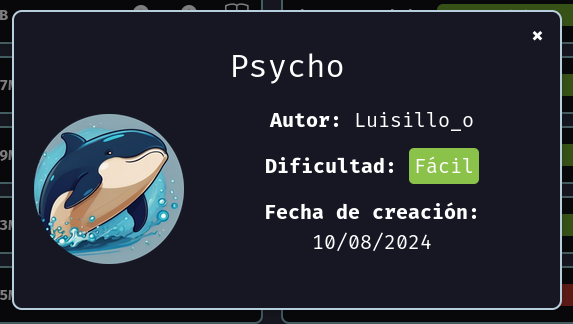 ✖
Psycho
Autor: Luisillo_o
Dificultad: Fácil
Fecha de creación:
10/08/2024